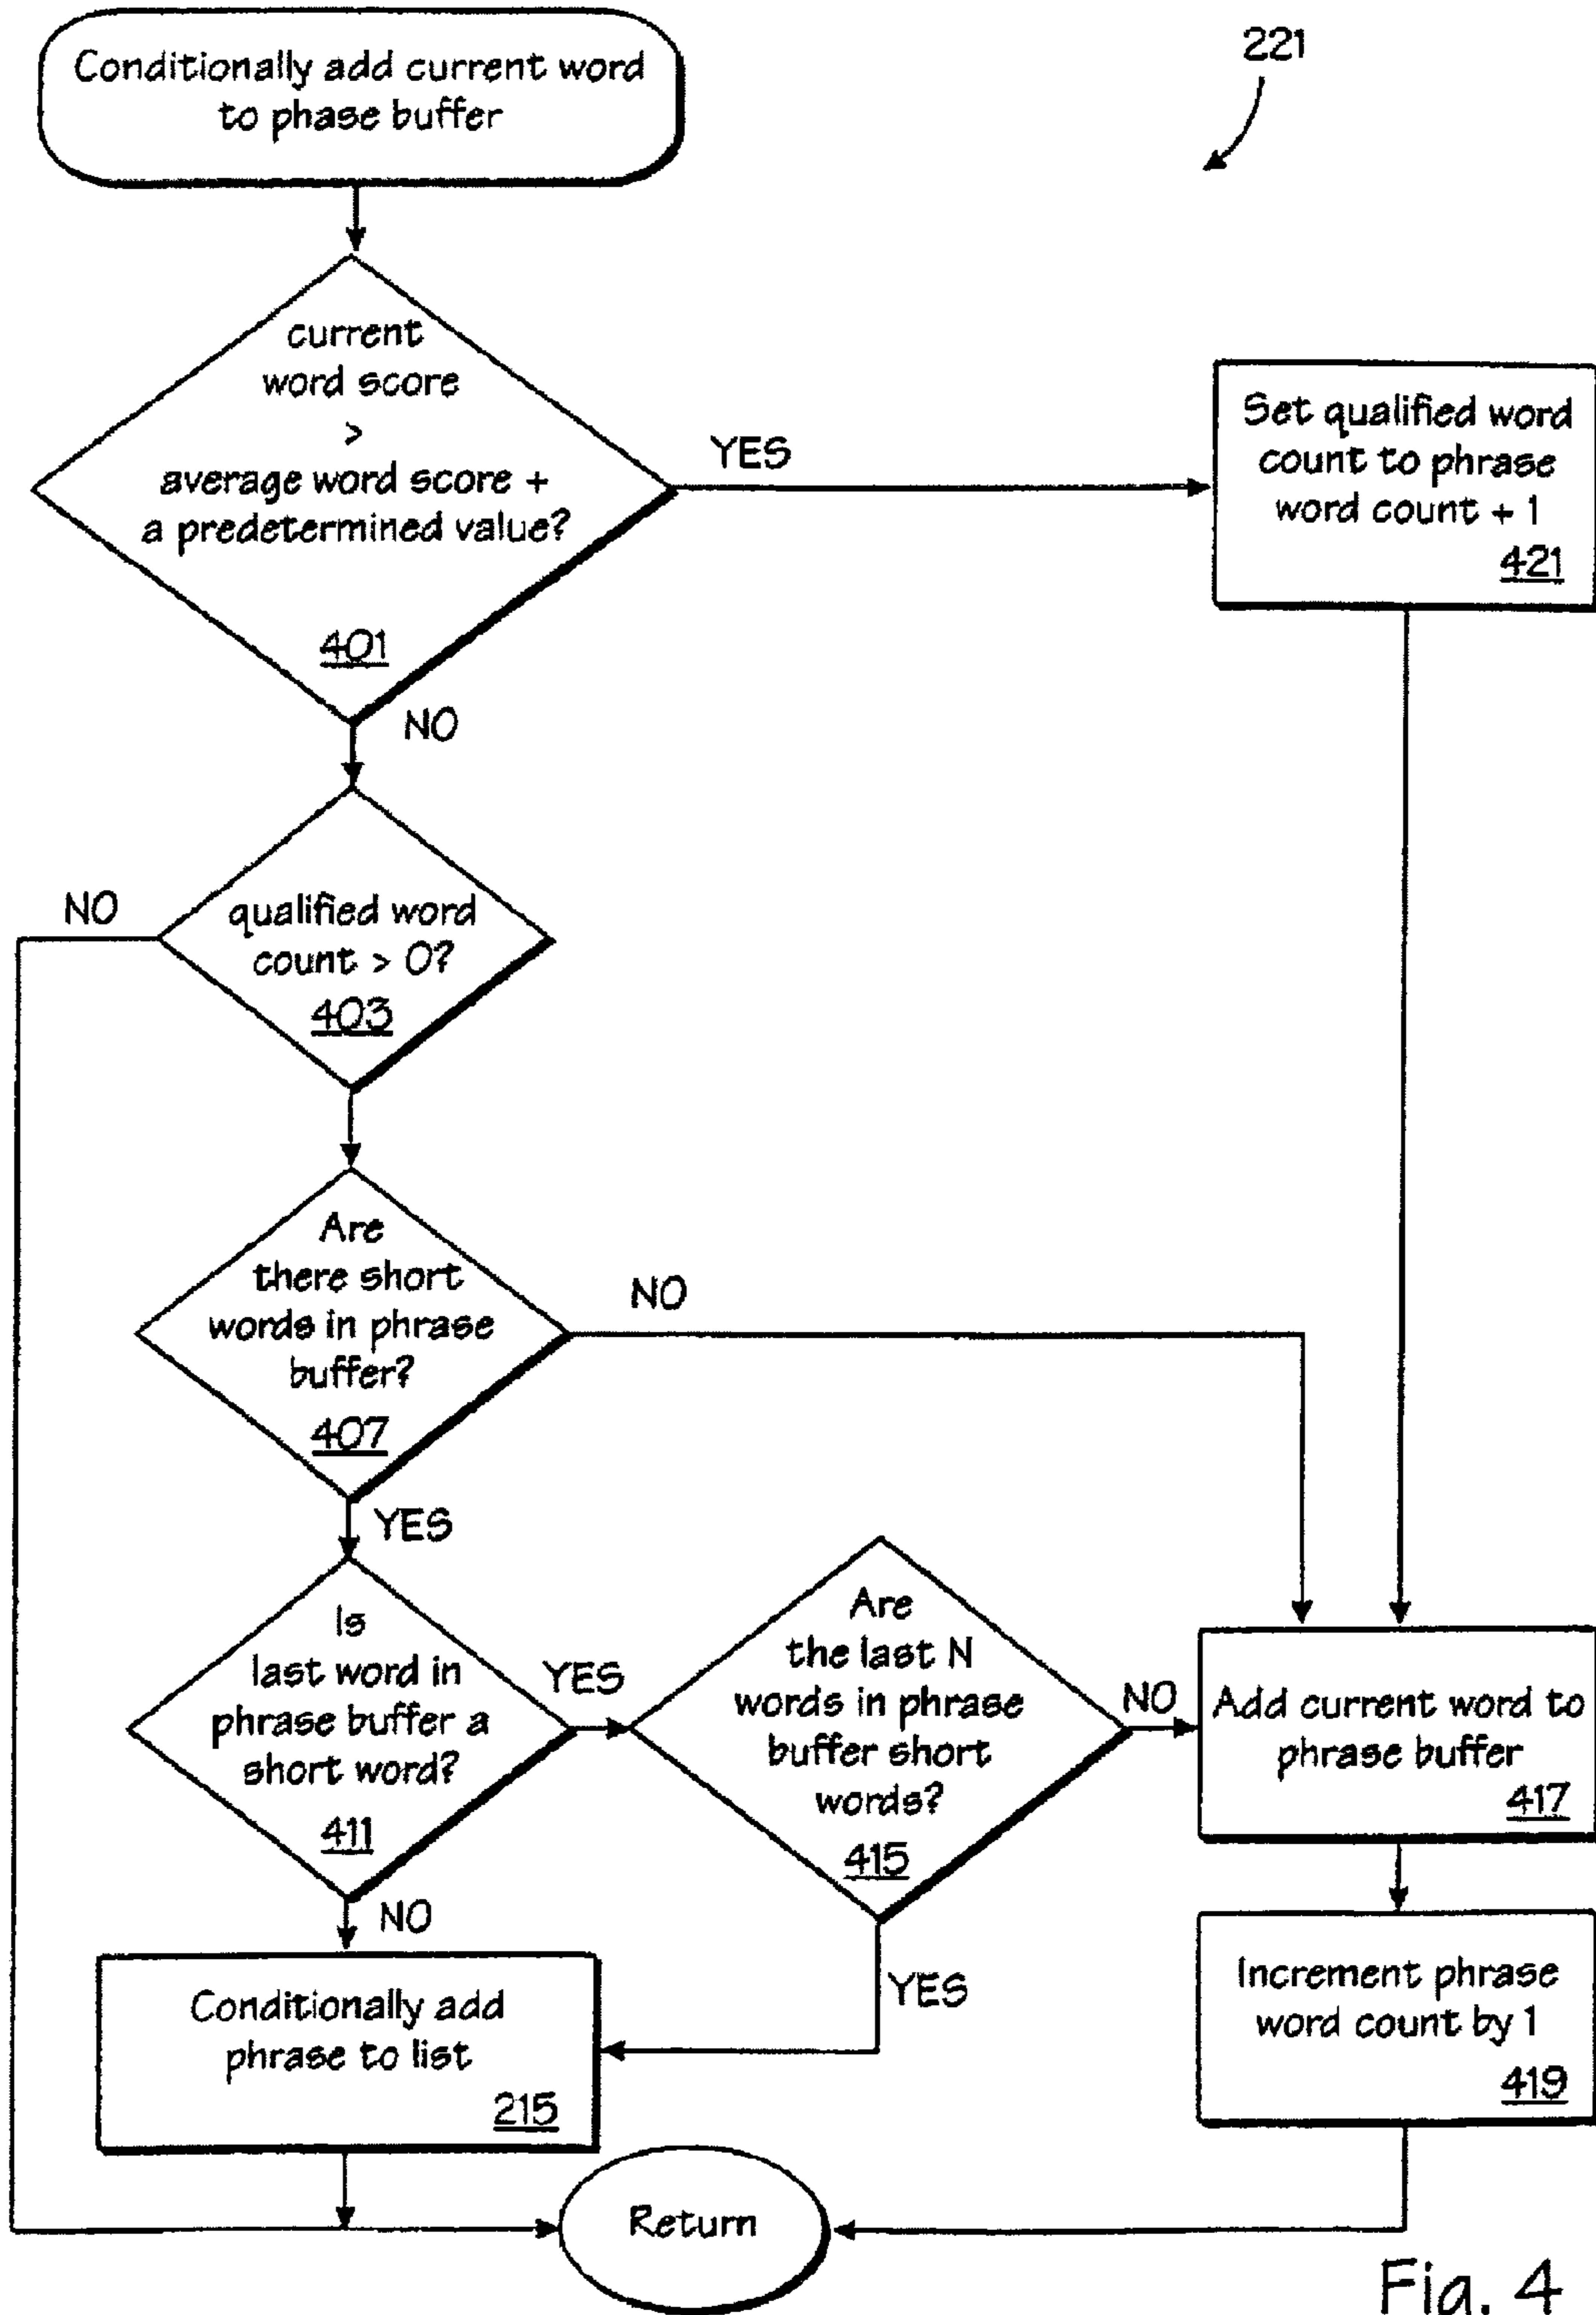 Conditionally add current word
to phase buffer
221
current
word score
>
average word score +
a predetermined value?
401
YES
Set qualified word
count to phrase
word count + 1
421
NO
NO
qualified word
count > 0?
403
Are
there short
words in phrase
buffer?
407
NO
YES
Is
last word in
phrase buffer a
short word?
411
YES
Are
the last N
words in phrase
buffer short
words?
415
NO
Add current word to
phrase buffer
417
NO
YES
Conditionally add
phrase to list
215
Increment phrase
word count by 1
419
Return
Fig. 4